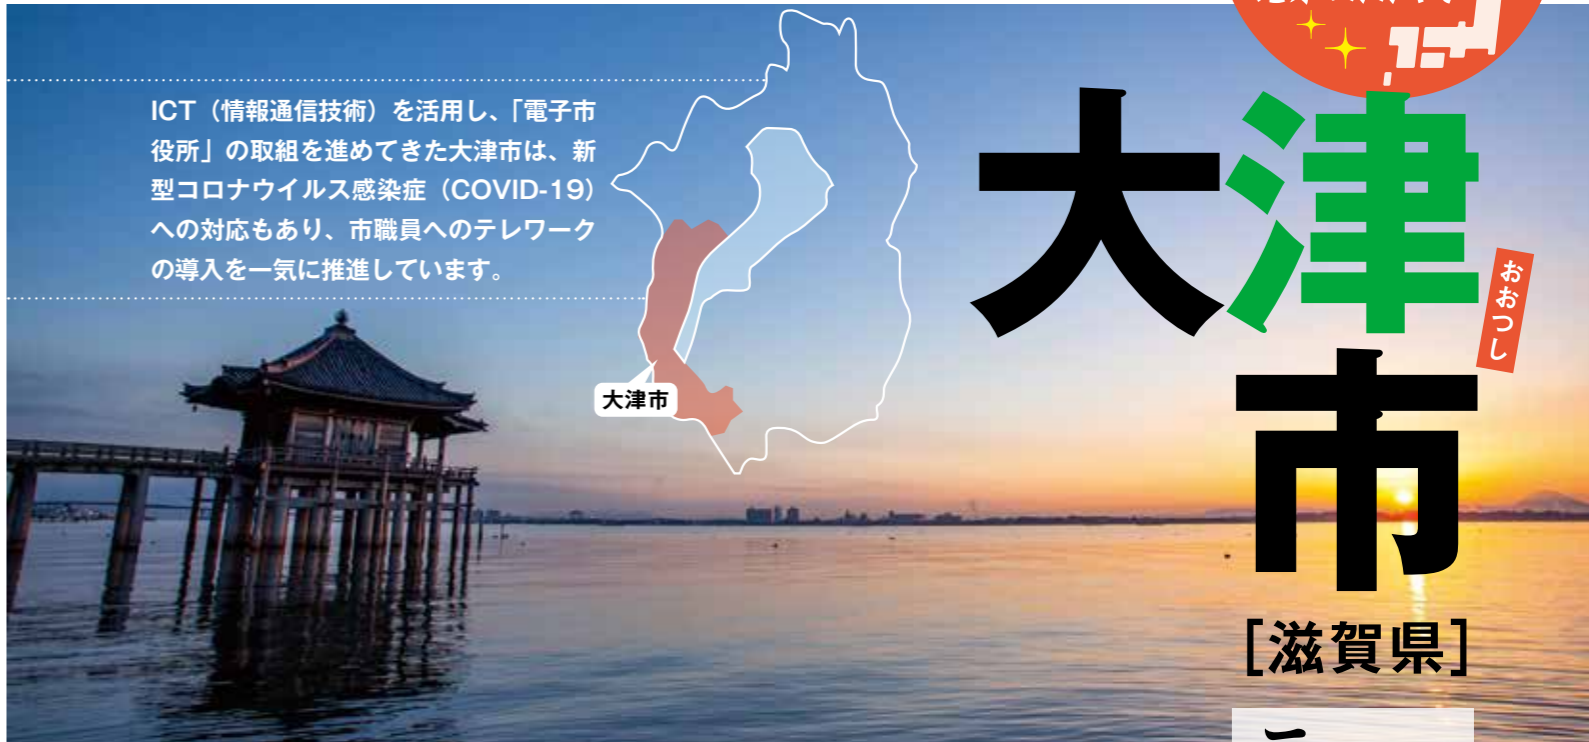 大津市
おおつし
[滋賀県]
ICT（情報通信技術）を活用し、「電子市
役所」の取組を進めてきた大津市は、新
型コロナウイルス感染症（COVID-19）
への対応もあり、市職員へのテレワーク
の導入を一気に推進しています。
大津市